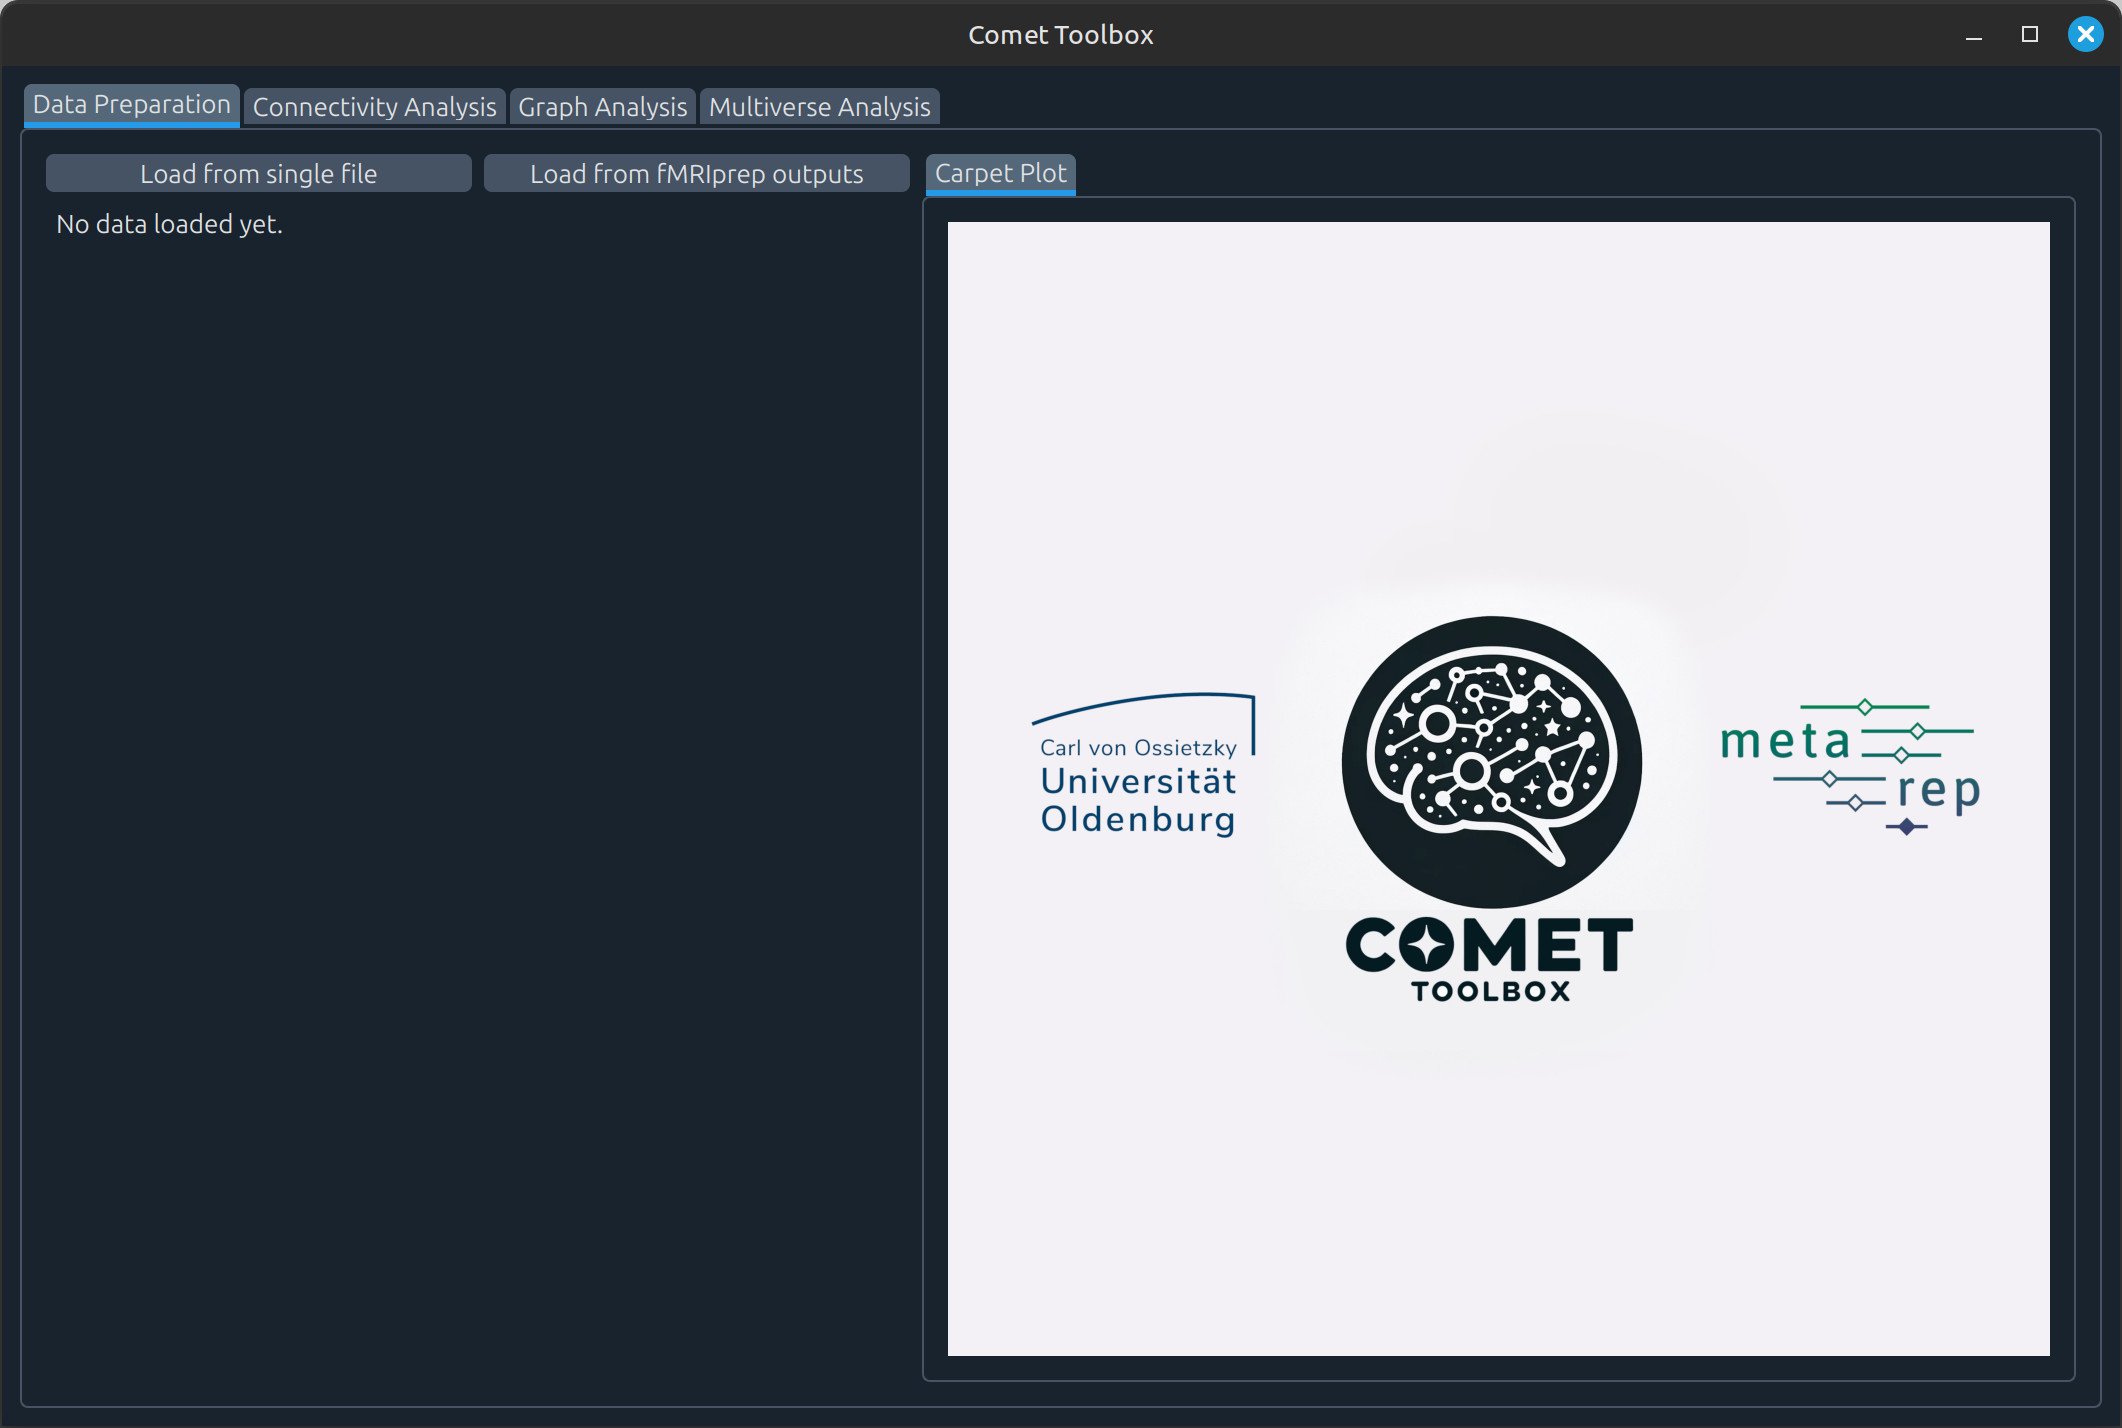 Comet Toolbox
Data Preparation
Connectivity Analysis
Graph Analysis
Multiverse Analysis
Load from single file
Load from fMRIprep outputs
No data loaded yet.
Carpet Plot
Carl von Ossietzky
Universität
Oldenburg
COMET
TOOLBOX
meta
rep